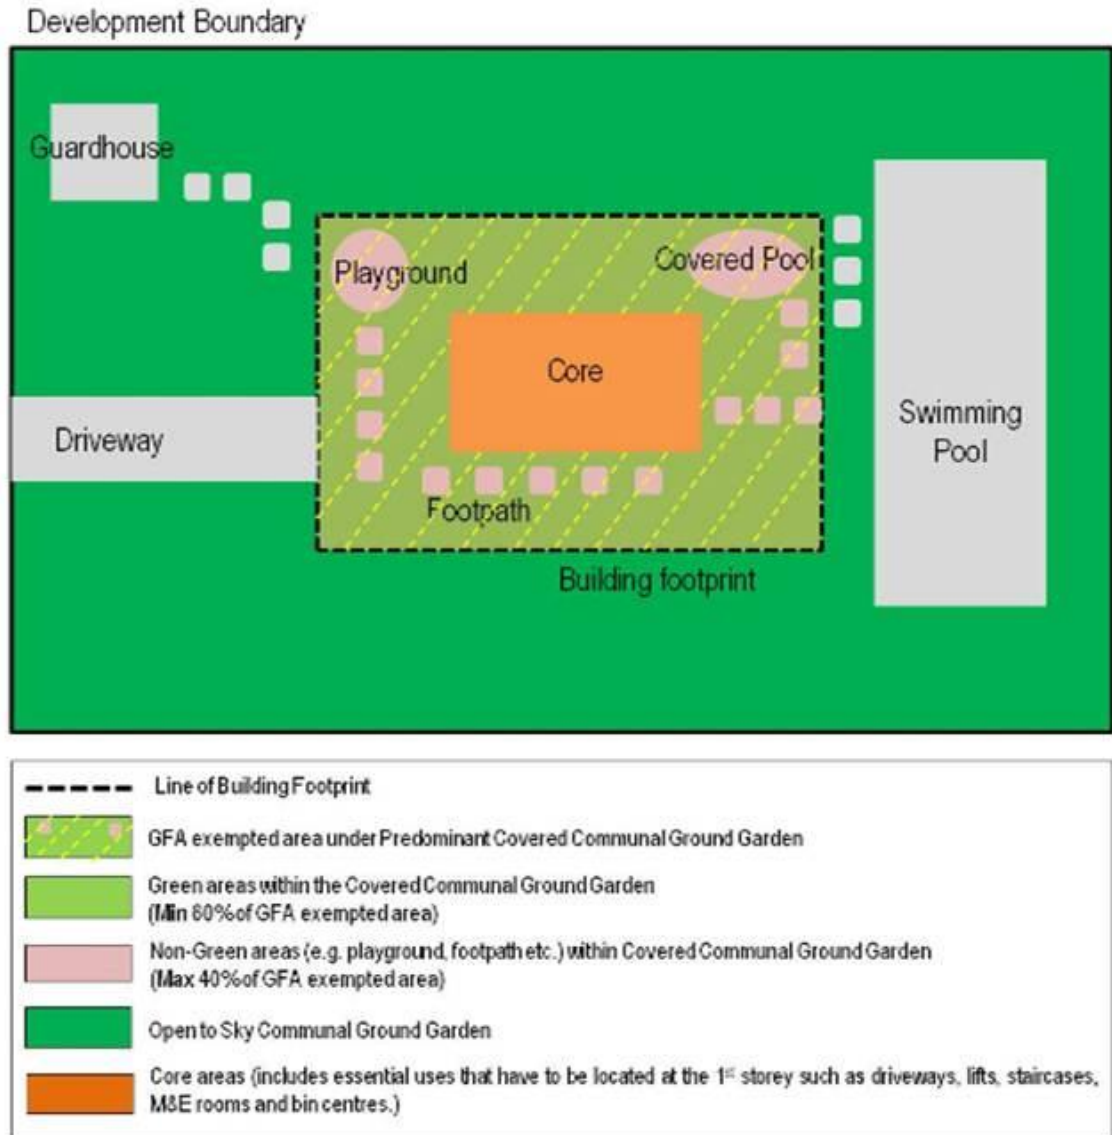 Development Boundary
Guardhouse
Playground
Covered Pool
Core
Driveway
Swimming
Pool
Footpath
Building footprint
Line of Building Footprint
GFA exempted area under Predominant Covered Communal Ground Garden
Green areas within the Covered Communal Ground Garden
(Min 60% of GFA exempted area)
Non-Green areas (e.g. playground, footpath etc.) within Covered Communal Ground Garden
(Max 40% of GFA exempted area)
Open to Sky Communal Ground Garden
Core areas (includes essential uses that have to be located at the 1st storey such as driveways, lifts, staircases,
M&E rooms and bin centres.)